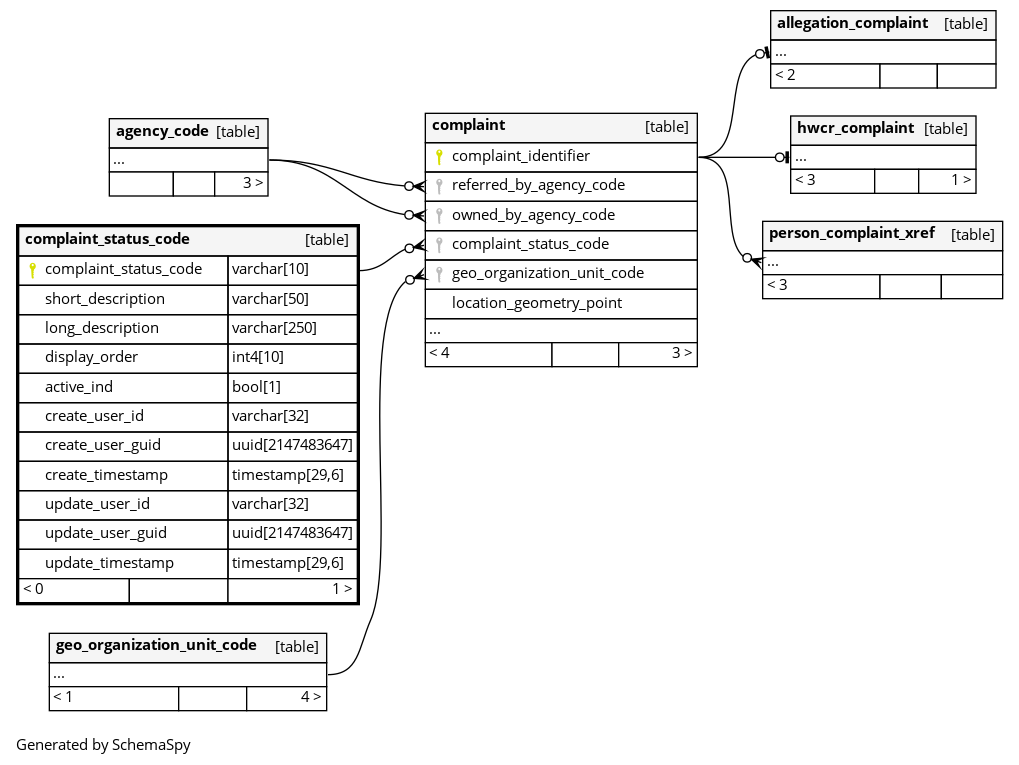 allegation_complaint [table]
...
< 2
agency_code [table]
...
3 >
complaint [table]
complaint_identifier
referred_by_agency_code
owned_by_agency_code
complaint_status_code
geo_organization_unit_code
location_geometry_point
...
< 4 3 >
hwcr_complaint [table]
...
< 3 1 >
person_complaint_xref [table]
...
< 3
complaint_status_code [table]
complaint_status_code varchar[10]
short_description varchar[50]
long_description varchar[250]
display_order int4[10]
active_ind bool[1]
create_user_id varchar[32]
create_user_guid uuid[2147483647]
create_timestamp timestamp[29,6]
update_user_id varchar[32]
update_user_guid uuid[2147483647]
update_timestamp timestamp[29,6]
< 0 1 >
geo_organization_unit_code [table]
...
< 1 4 >
Generated by SchemaSpy